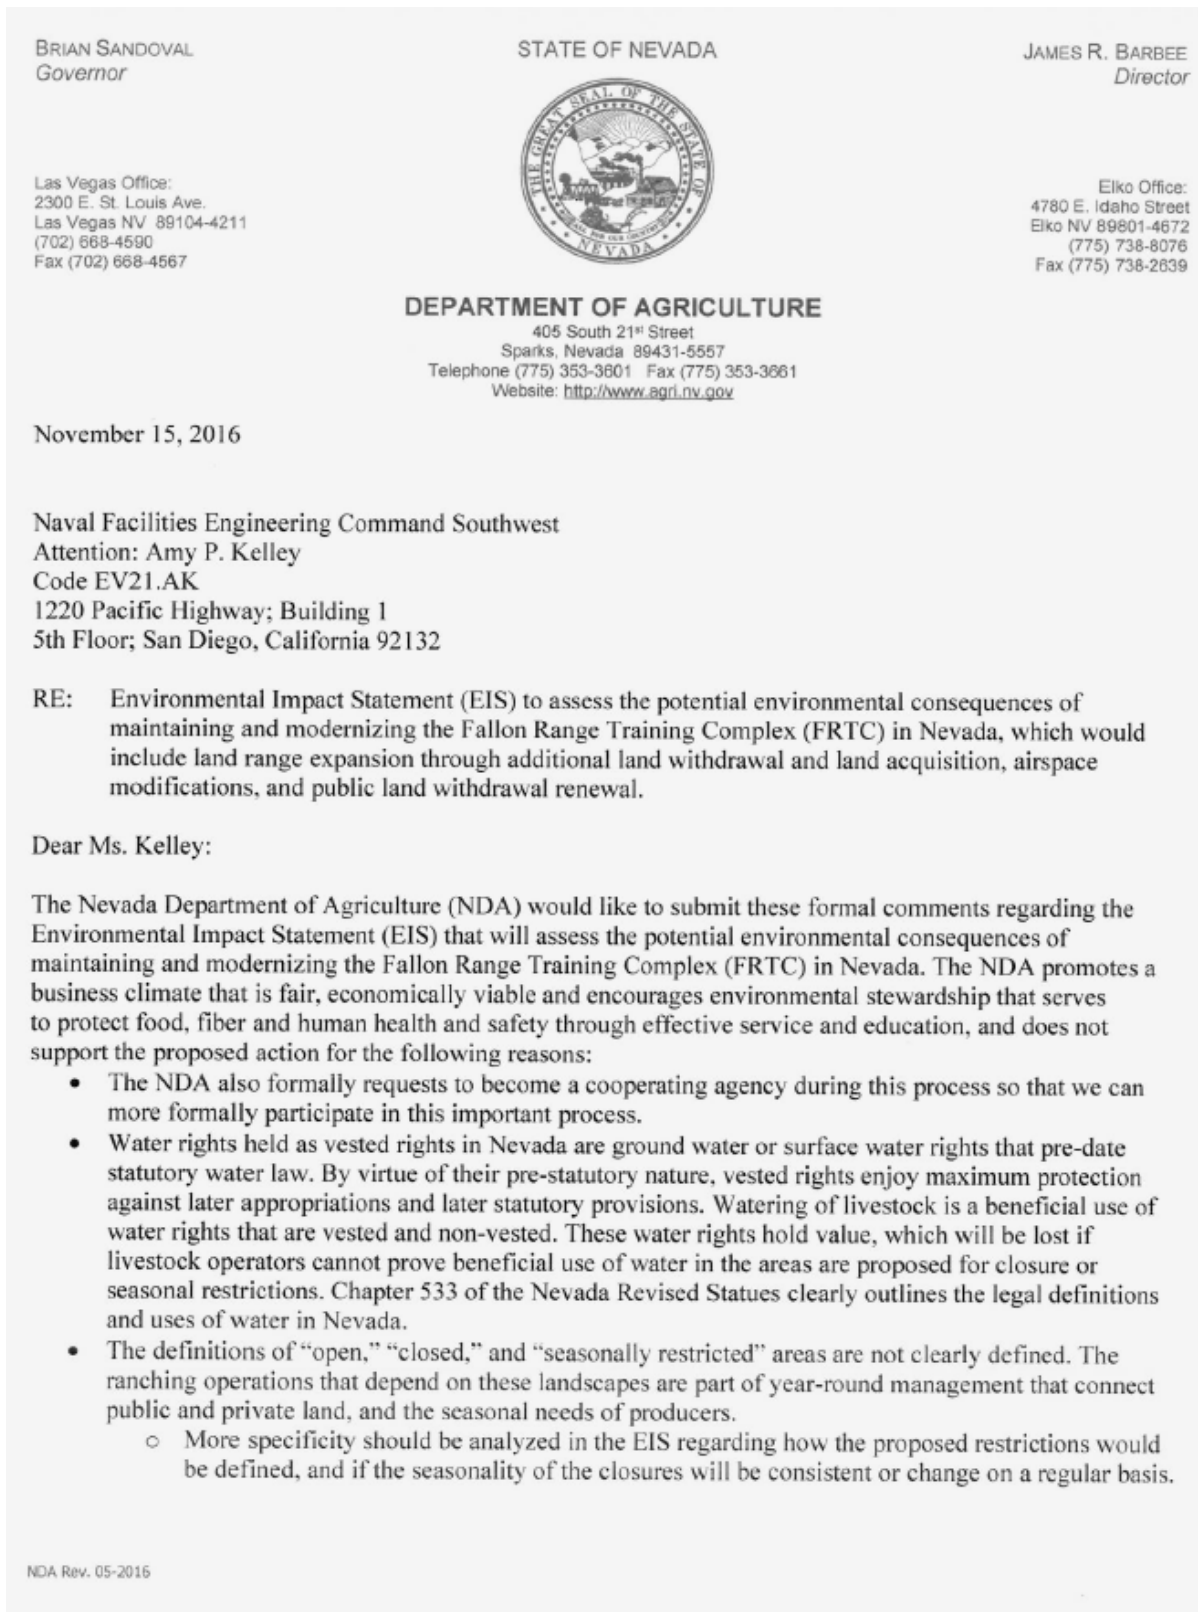 BRIAN SANDOVAL
Governor
STATE OF NEVADA
JAMES R. BARBEE
Director
THE GREAT SEAL OF THE STATE OF
NEVADA
ALL FOR OUR COUNTRY
Las Vegas Office:
2300 E. St. Louis Ave.
Las Vegas NV 89104-4211
(702) 668-4590
Fax (702) 668-4567
Elko Office:
4780 E. Idaho Street
Elko NV 89801-4672
(775) 738-8076
Fax (775) 738-2639
DEPARTMENT OF AGRICULTURE
405 South 21st Street
Sparks, Nevada 89431-5557
Telephone (775) 353-3601 Fax (775) 353-3661
Website: http://www.agri.nv.gov
November 15, 2016
Naval Facilities Engineering Command Southwest
Attention: Amy P. Kelley
Code EV21.AK
1220 Pacific Highway; Building 1
5th Floor; San Diego, California 92132
RE: Environmental Impact Statement (EIS) to assess the potential environmental consequences of
maintaining and modernizing the Fallon Range Training Complex (FRTC) in Nevada, which would
include land range expansion through additional land withdrawal and land acquisition, airspace
modifications, and public land withdrawal renewal.
Dear Ms. Kelley:
The Nevada Department of Agriculture (NDA) would like to submit these formal comments regarding the
Environmental Impact Statement (EIS) that will assess the potential environmental consequences of
maintaining and modernizing the Fallon Range Training Complex (FRTC) in Nevada. The NDA promotes a
business climate that is fair, economically viable and encourages environmental stewardship that serves
to protect food, fiber and human health and safety through effective service and education, and does not
support the proposed action for the following reasons:
• The NDA also formally requests to become a cooperating agency during this process so that we can
more formally participate in this important process.
• Water rights held as vested rights in Nevada are ground water or surface water rights that pre-date
statutory water law. By virtue of their pre-statutory nature, vested rights enjoy maximum protection
against later appropriations and later statutory provisions. Watering of livestock is a beneficial use of
water rights that are vested and non-vested. These water rights hold value, which will be lost if
livestock operators cannot prove beneficial use of water in the areas are proposed for closure or
seasonal restrictions. Chapter 533 of the Nevada Revised Statues clearly outlines the legal definitions
and uses of water in Nevada.
• The definitions of “open,” “closed,” and “seasonally restricted” areas are not clearly defined. The
ranching operations that depend on these landscapes are part of year-round management that connect
public and private land, and the seasonal needs of producers.
o More specificity should be analyzed in the EIS regarding how the proposed restrictions would
be defined, and if the seasonality of the closures will be consistent or change on a regular basis.
NDA Rev. 05-2016